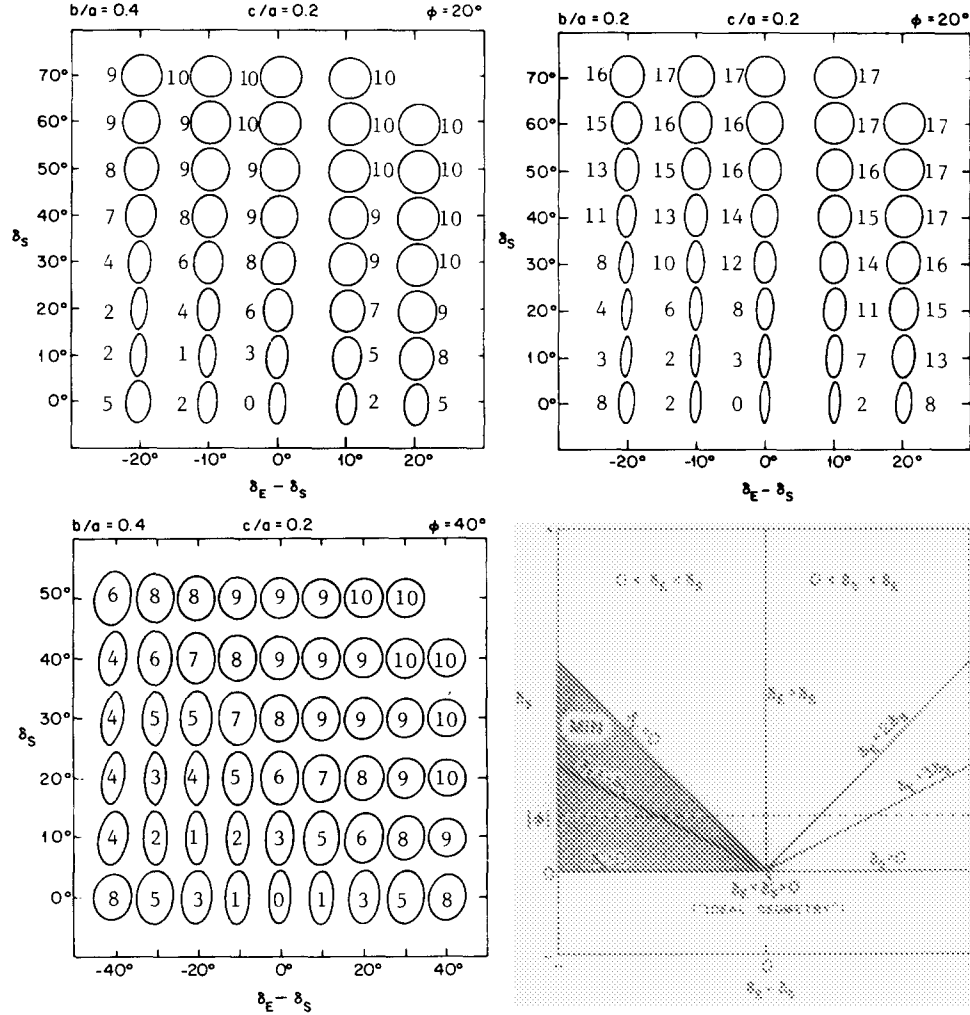 b/a = 0.4 c/a = 0.2 ϕ = 20°
70° 9 10 10 10
60° 9 9 10 10 10
50° 8 9 9 10 10
40° 7 8 9 9 10
δS
30° 4 6 8 9 10
20° 2 4 6 7 9
10° 2 1 3 5 8
0° 5 2 0 2 5
-20° -10° 0° 10° 20°
δE − δS
b/a = 0.2 c/a = 0.2 ϕ = 20°
70° 16 17 17 17
60° 15 16 16 17 17
50° 13 15 16 16 17
40° 11 13 14 15 17
δS
30° 8 10 12 14 16
20° 4 6 8 11 15
10° 3 2 3 7 13
0° 8 2 0 2 8
-20° -10° 0° 10° 20°
δE − δS
b/a = 0.4 c/a = 0.2 ϕ = 40°
50° 6 8 8 9 9 9 10 10
40° 4 6 7 8 9 9 9 10 10
30° 4 5 5 7 8 9 9 9 10
δS
20° 4 3 4 5 6 7 8 9 10
10° 4 2 1 2 3 5 6 8 9
0° 8 5 3 1 0 1 3 5 8
-40° -20° 0° 20° 40°
δE − δS
MIN
|ϕ|
0
("IDEAL GEOMETRY")
0